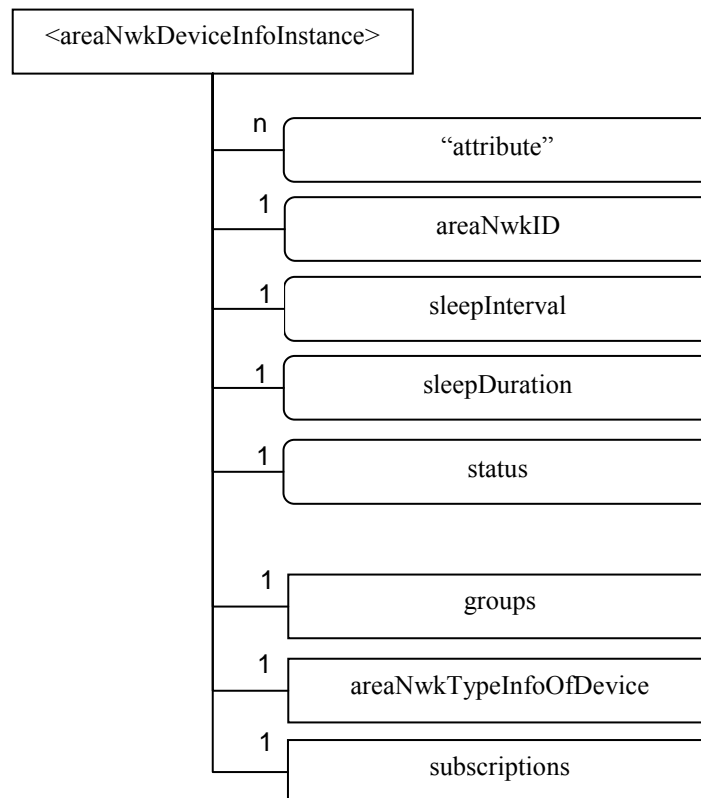 <areaNwkDeviceInfoInstance>
n
“attribute”
1
areaNwkID
1
sleepInterval
1
sleepDuration
1
status
1
groups
1
areaNwkTypeInfoOfDevice
1
subscriptions